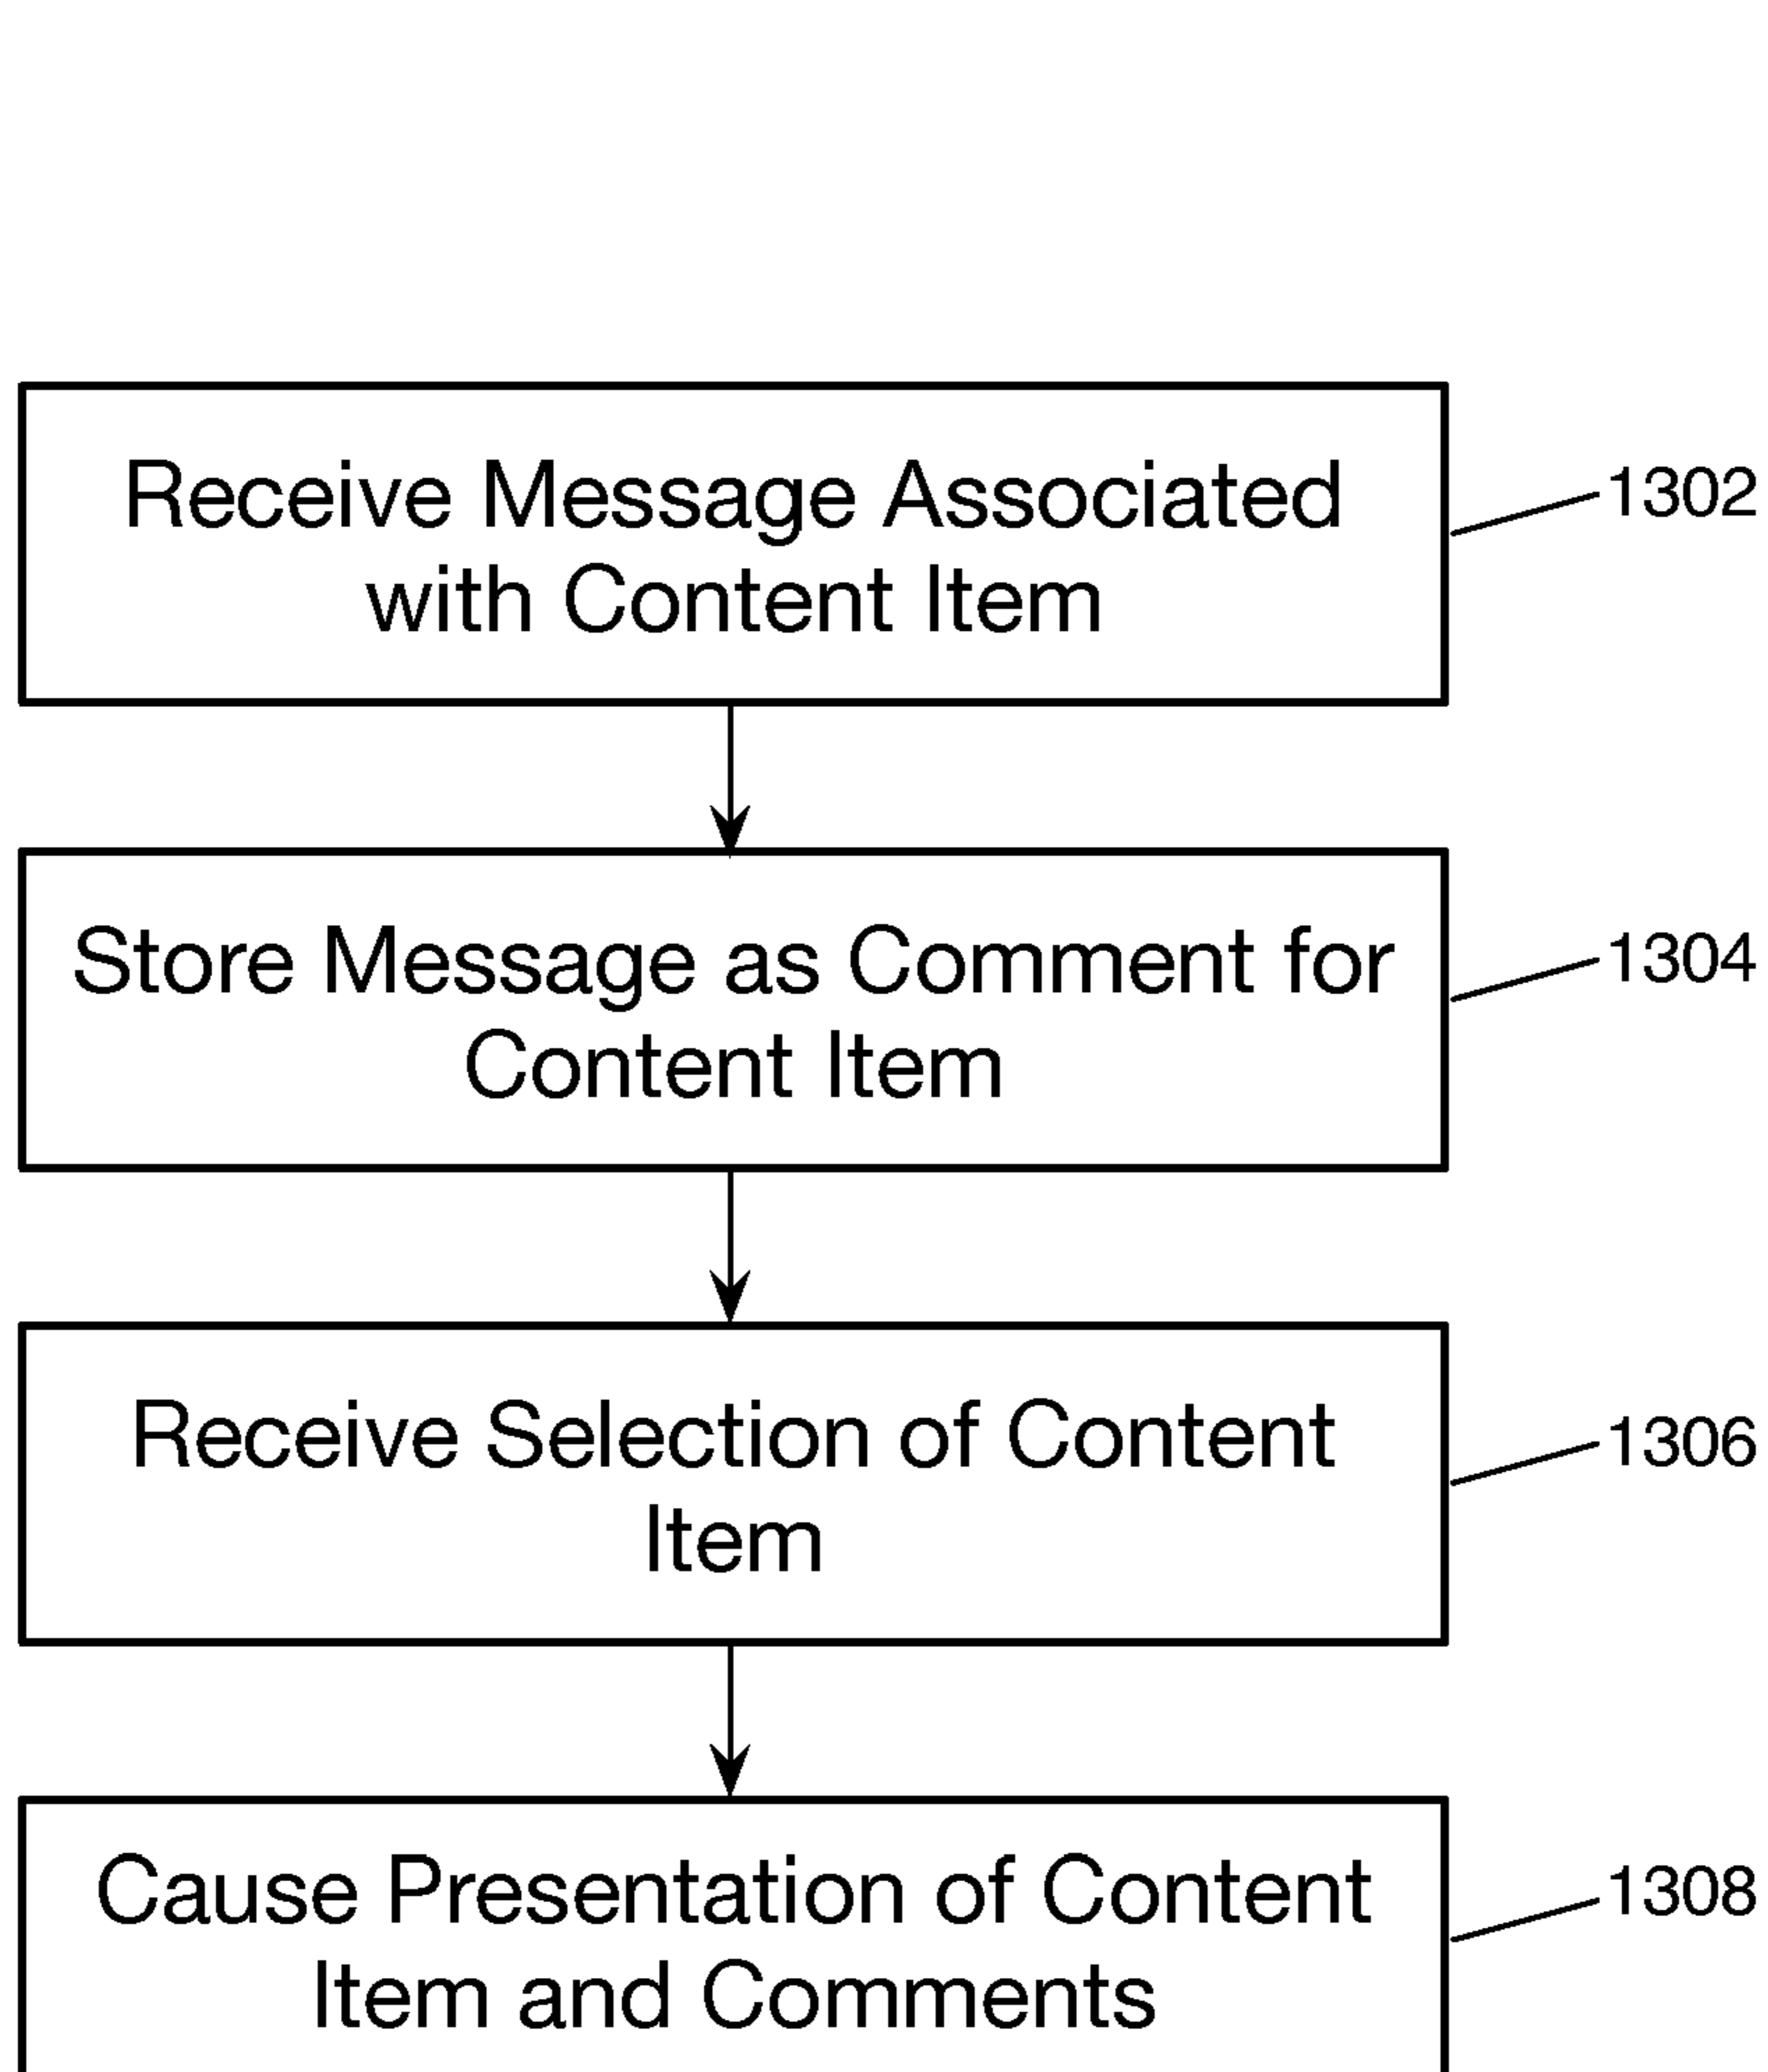 Receive Message Associated
with Content Item
1302
Store Message as Comment for
Content Item
1304
Receive Selection of Content
Item
1306
Cause Presentation of Content
Item and Comments
1308